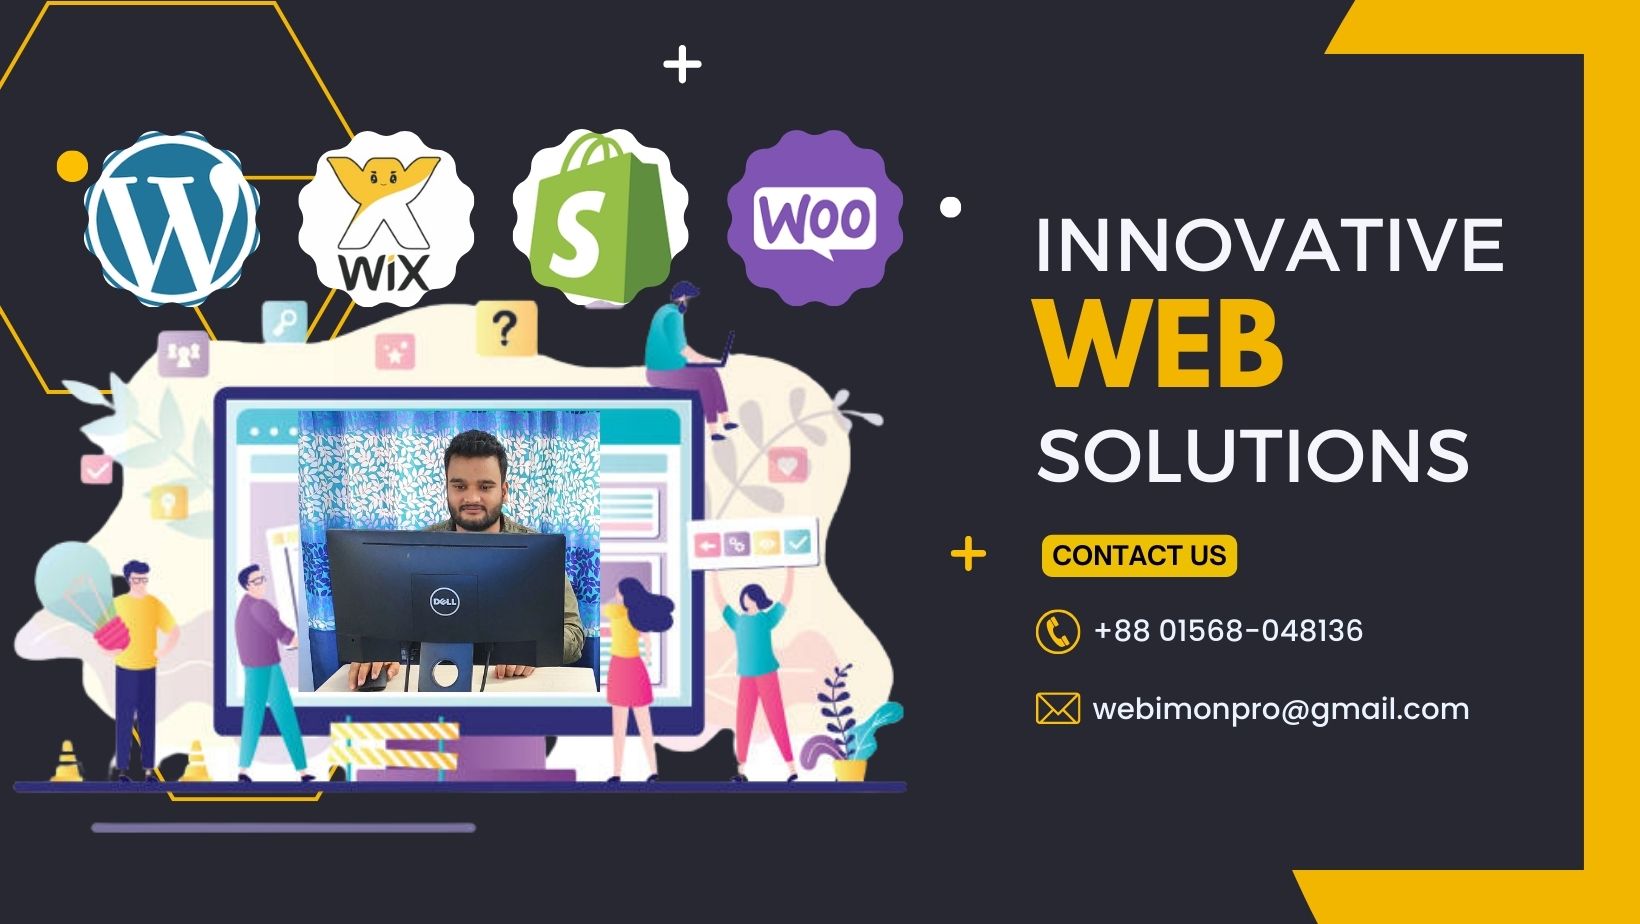 WIX
S
WOO
?
DELL
INNOVATIVE
WEB
SOLUTIONS
CONTACT US
+88 01568-048136
webimonpro@gmail.com